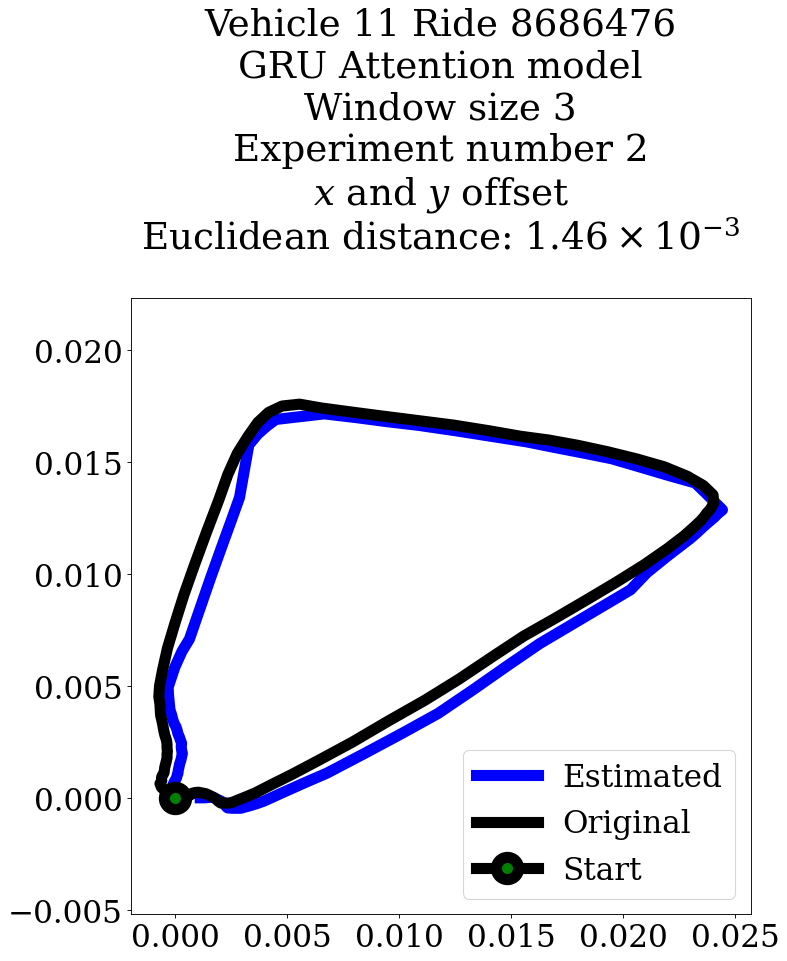 Vehicle 11 Ride 8686476
GRU Attention model
Window size 3
Experiment number 2
x and y offset
Euclidean distance: 1.46 × 10⁻³
0.020
0.015
0.010
0.005
0.000
−0.005
0.000 0.005 0.010 0.015 0.020 0.025
Estimated
Original
Start